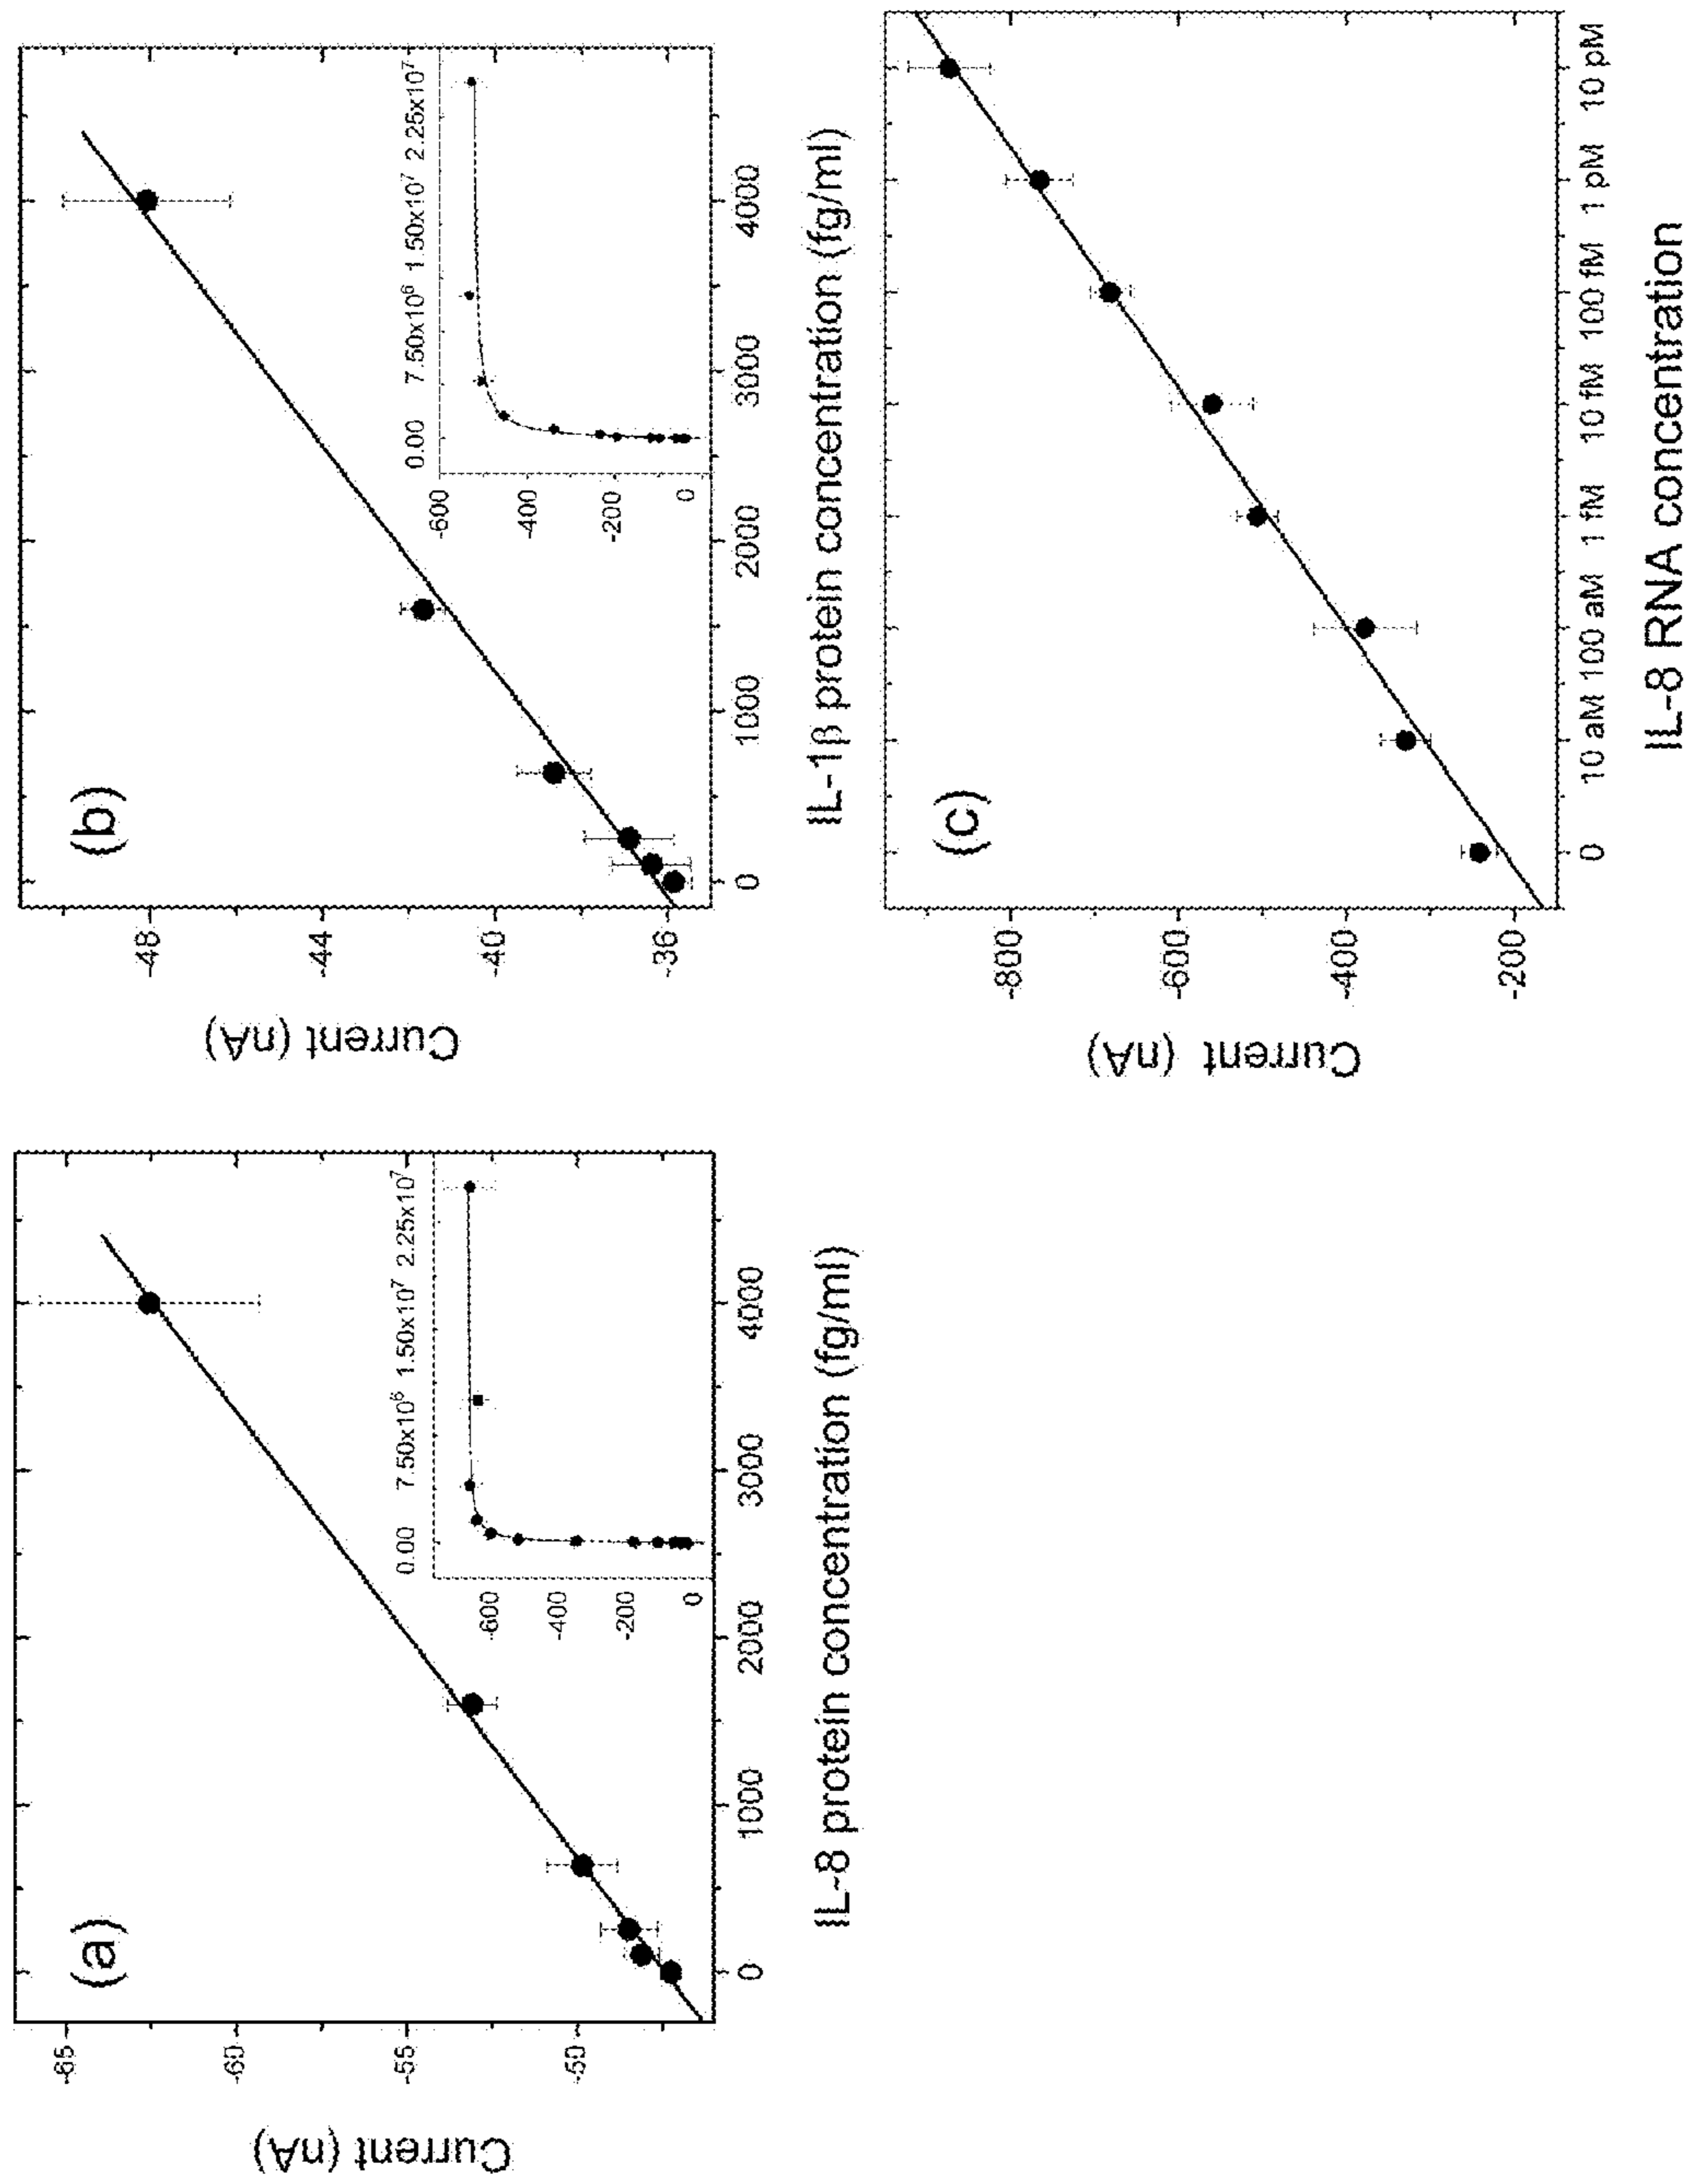 (a)
Current (nA)
-65
-60
-55
-50
0 1000 2000 3000 4000
IL-8 protein concentration (fg/ml)
0.00 7.50x10⁶ 1.50x10⁷ 2.25x10⁷
-600
-400
-200
0
(b)
Current (nA)
-48
-44
-40
-36
0 1000 2000 3000 4000
IL-1β protein concentration (fg/ml)
0.00 7.50x10⁶ 1.50x10⁷ 2.25x10⁷
-600
-400
-200
0
(c)
Current (nA)
-800
-600
-400
-200
0 10 aM 100 aM 1 fM 10 fM 100 fM 1 pM 10 pM
IL-8 RNA concentration